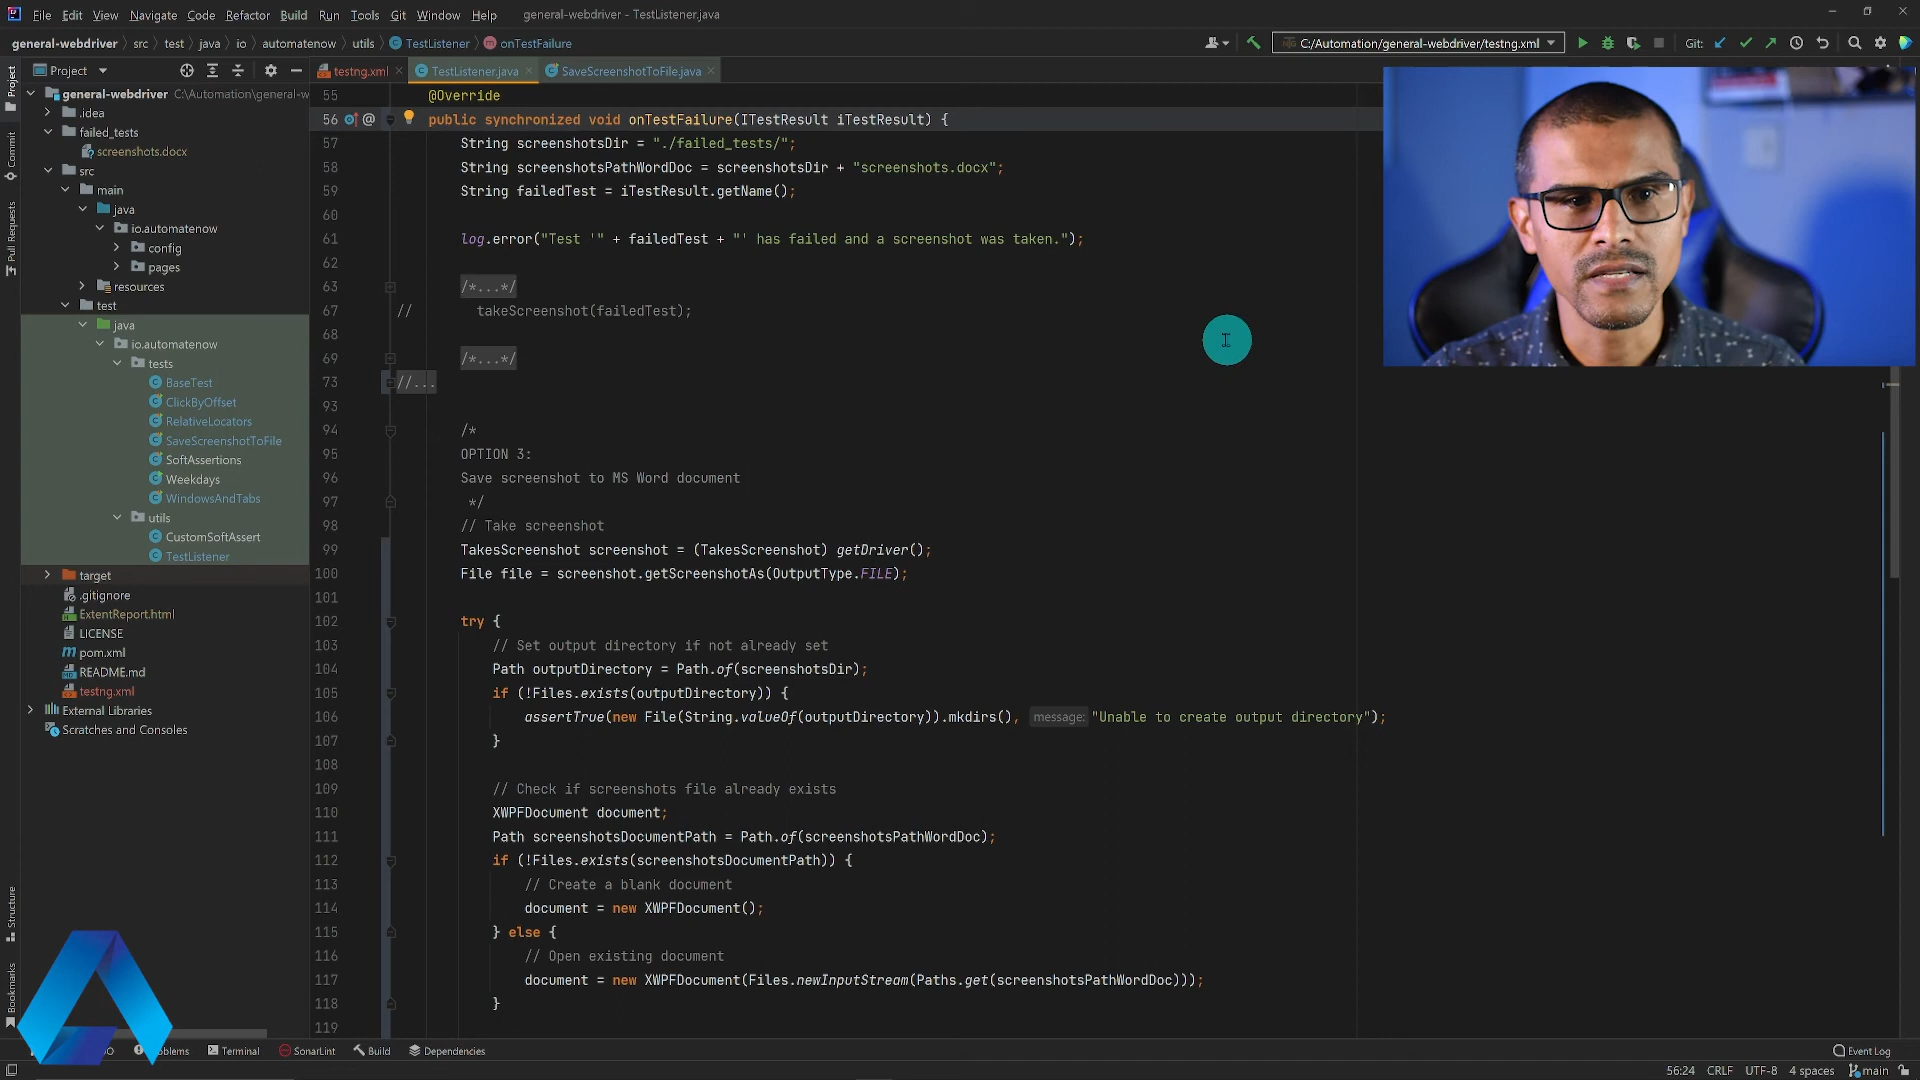 File Edit View Navigate Code Refactor Build Run Tools Git Window Help general-webdriver - TestListener.java
general-webdriver src test java io automatenow utils TestListener onTestFailure C:/Automation/general-webdriver/testng.xml Git:
Project testng.xml TestListener.java SaveScreenshotToFile.java
general-webdriver C:\Automation\general-w
.idea
failed_tests
screenshots.docx
src
main
java
io.automatenow
config
pages
resources
test
java
io.automatenow
tests
BaseTest
ClickByOffset
RelativeLocators
SaveScreenshotToFile
SoftAssertions
Weekdays
WindowsAndTabs
utils
CustomSoftAssert
TestListener
target
.gitignore
ExtentReport.html
LICENSE
pom.xml
README.md
testng.xml
External Libraries
Scratches and Consoles
Project
Commit
Pull Requests
Structure
Bookmarks
55 @Override
56 @ public synchronized void onTestFailure(ITestResult iTestResult) {
57 String screenshotsDir = "./failed_tests/";
58 String screenshotsPathWordDoc = screenshotsDir + "screenshots.docx";
59 String failedTest = iTestResult.getName();
60
61 log.error("Test '" + failedTest + "' has failed and a screenshot was taken.");
62
63 /*...*/
67 // takeScreenshot(failedTest);
68
69 /*...*/
73 //...
93
94 /*
95 OPTION 3:
96 Save screenshot to MS Word document
97 */
98 // Take screenshot
99 TakesScreenshot screenshot = (TakesScreenshot) getDriver();
100 File file = screenshot.getScreenshotAs(OutputType.FILE);
101
102 try {
103 // Set output directory if not already set
104 Path outputDirectory = Path.of(screenshotsDir);
105 if (!Files.exists(outputDirectory)) {
106 assertTrue(new File(String.valueOf(outputDirectory)).mkdirs(), message: "Unable to create output directory");
107 }
108
109 // Check if screenshots file already exists
110 XWPFDocument document;
111 Path screenshotsDocumentPath = Path.of(screenshotsPathWordDoc);
112 if (!Files.exists(screenshotsDocumentPath)) {
113 // Create a blank document
114 document = new XWPFDocument();
115 } else {
116 // Open existing document
117 document = new XWPFDocument(Files.newInputStream(Paths.get(screenshotsPathWordDoc)));
118 }
119
Terminal SonarLint Build Dependencies Event Log
56:24 CRLF UTF-8 4 spaces main